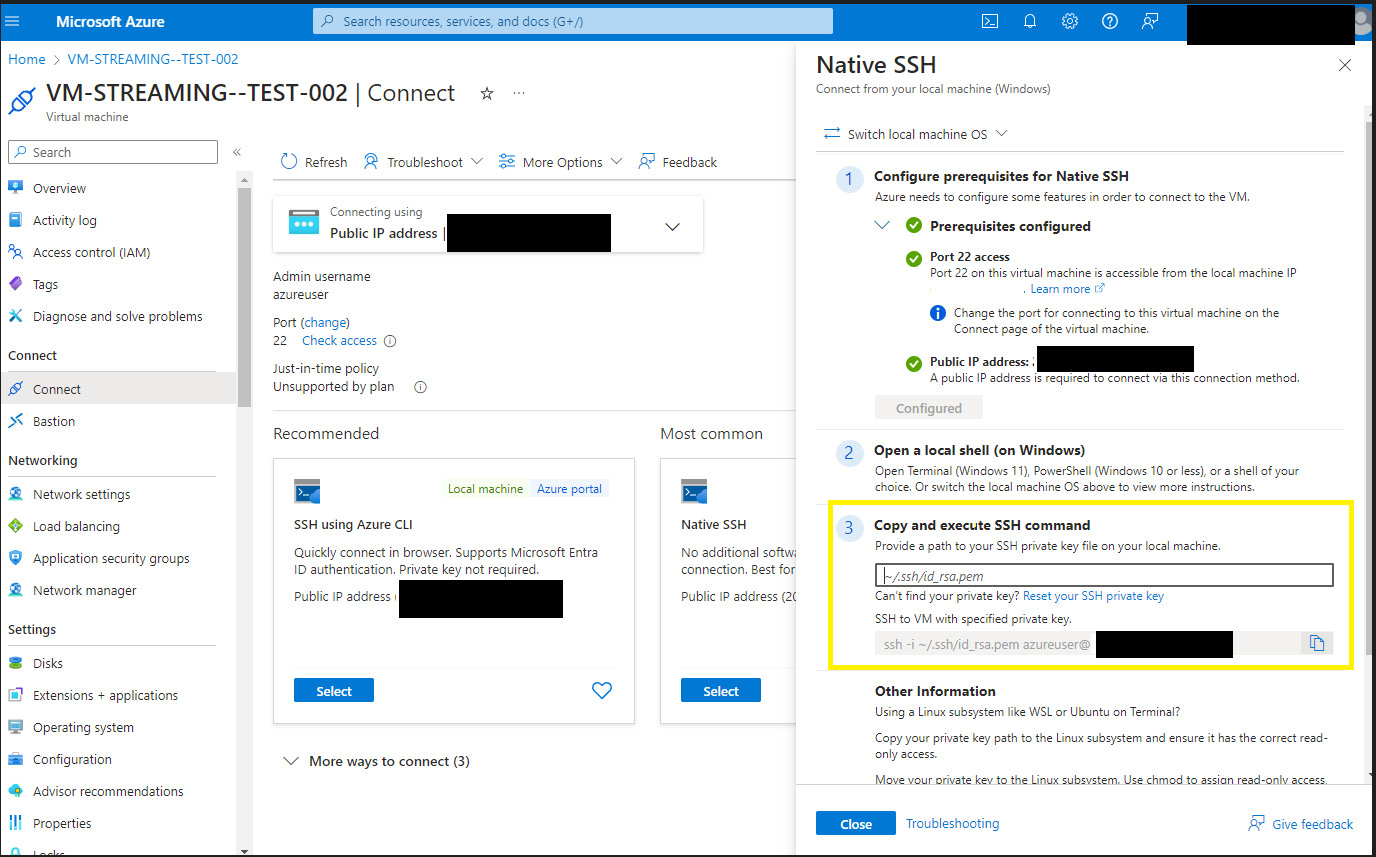 Microsoft Azure
Search resources, services, and docs (G+/)
Home > VM-STREAMING--TEST-002
VM-STREAMING--TEST-002 | Connect
Virtual machine
Search
Overview
Activity log
Access control (IAM)
Tags
Diagnose and solve problems
Connect
Connect
Bastion
Networking
Network settings
Load balancing
Application security groups
Network manager
Settings
Disks
Extensions + applications
Operating system
Configuration
Advisor recommendations
Properties
Locks
Refresh
Troubleshoot
More Options
Feedback
Connecting using
Public IP address |
Admin username
azureuser
Port (change)
22 Check access
Just-in-time policy
Unsupported by plan
Recommended
Local machine Azure portal
SSH using Azure CLI
Quickly connect in browser. Supports Microsoft Entra
ID authentication. Private key not required.
Public IP address (
Select
Most common
Native SSH
No additional softwa
connection. Best for
Public IP address (20
Select
More ways to connect (3)
Native SSH
Connect from your local machine (Windows)
Switch local machine OS
1 Configure prerequisites for Native SSH
Azure needs to configure some features in order to connect to the VM.
Prerequisites configured
Port 22 access
Port 22 on this virtual machine is accessible from the local machine IP
. Learn more
Change the port for connecting to this virtual machine on the
Connect page of the virtual machine.
Public IP address:
A public IP address is required to connect via this connection method.
Configured
2 Open a local shell (on Windows)
Open Terminal (Windows 11), PowerShell (Windows 10 or less), or a shell of your
choice. Or switch the local machine OS above to view more instructions.
3 Copy and execute SSH command
Provide a path to your SSH private key file on your local machine.
~/.ssh/id_rsa.pem
Can't find your private key? Reset your SSH private key
SSH to VM with specified private key.
ssh -i ~/.ssh/id_rsa.pem azureuser@
Other Information
Using a Linux subsystem like WSL or Ubuntu on Terminal?
Copy your private key path to the Linux subsystem and ensure it has the correct read-
only access.
Move your private key to the Linux subsystem. Use chmod to assign read-only access.
Close
Troubleshooting
Give feedback